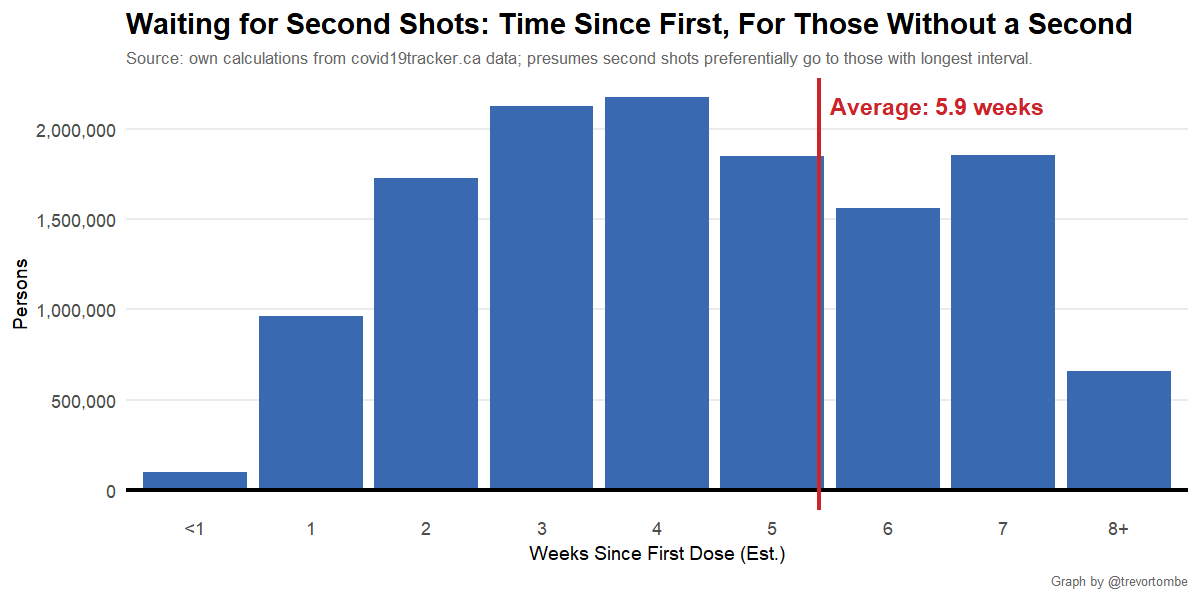 Waiting for Second Shots: Time Since First, For Those Without a Second
Source: own calculations from covid19tracker.ca data; presumes second shots preferentially go to those with longest interval.
Average: 5.9 weeks
Persons
2,000,000
1,500,000
1,000,000
500,000
0
<1 1 2 3 4 5 6 7 8+
Weeks Since First Dose (Est.)
Graph by @trevortombe